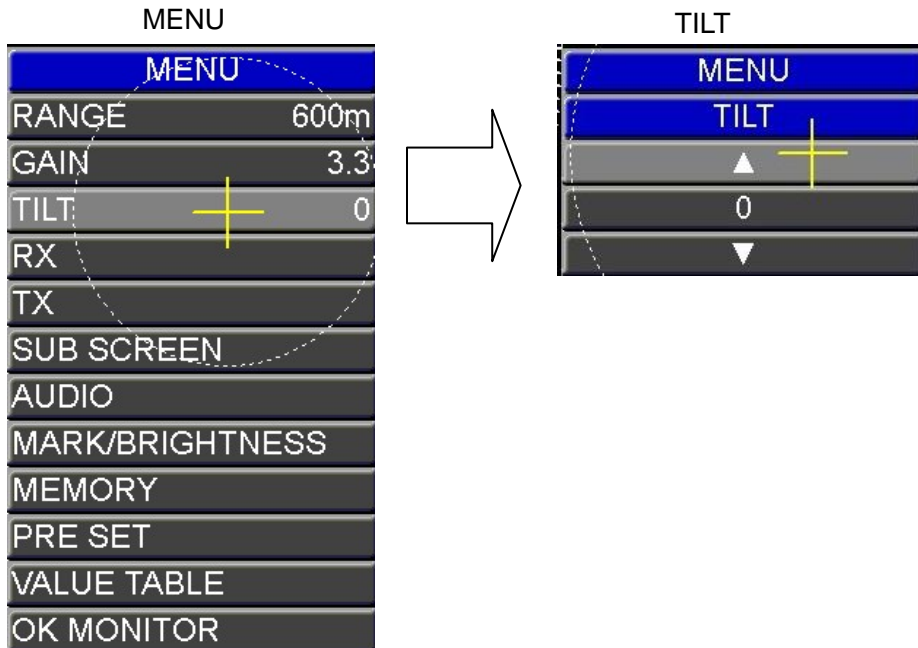 MENU
MENU
RANGE 600m
GAIN 3.3
TILT 0
RX
TX
SUB SCREEN
AUDIO
MARK/BRIGHTNESS
MEMORY
PRE SET
VALUE TABLE
OK MONITOR
TILT
MENU
TILT
▲
0
▼